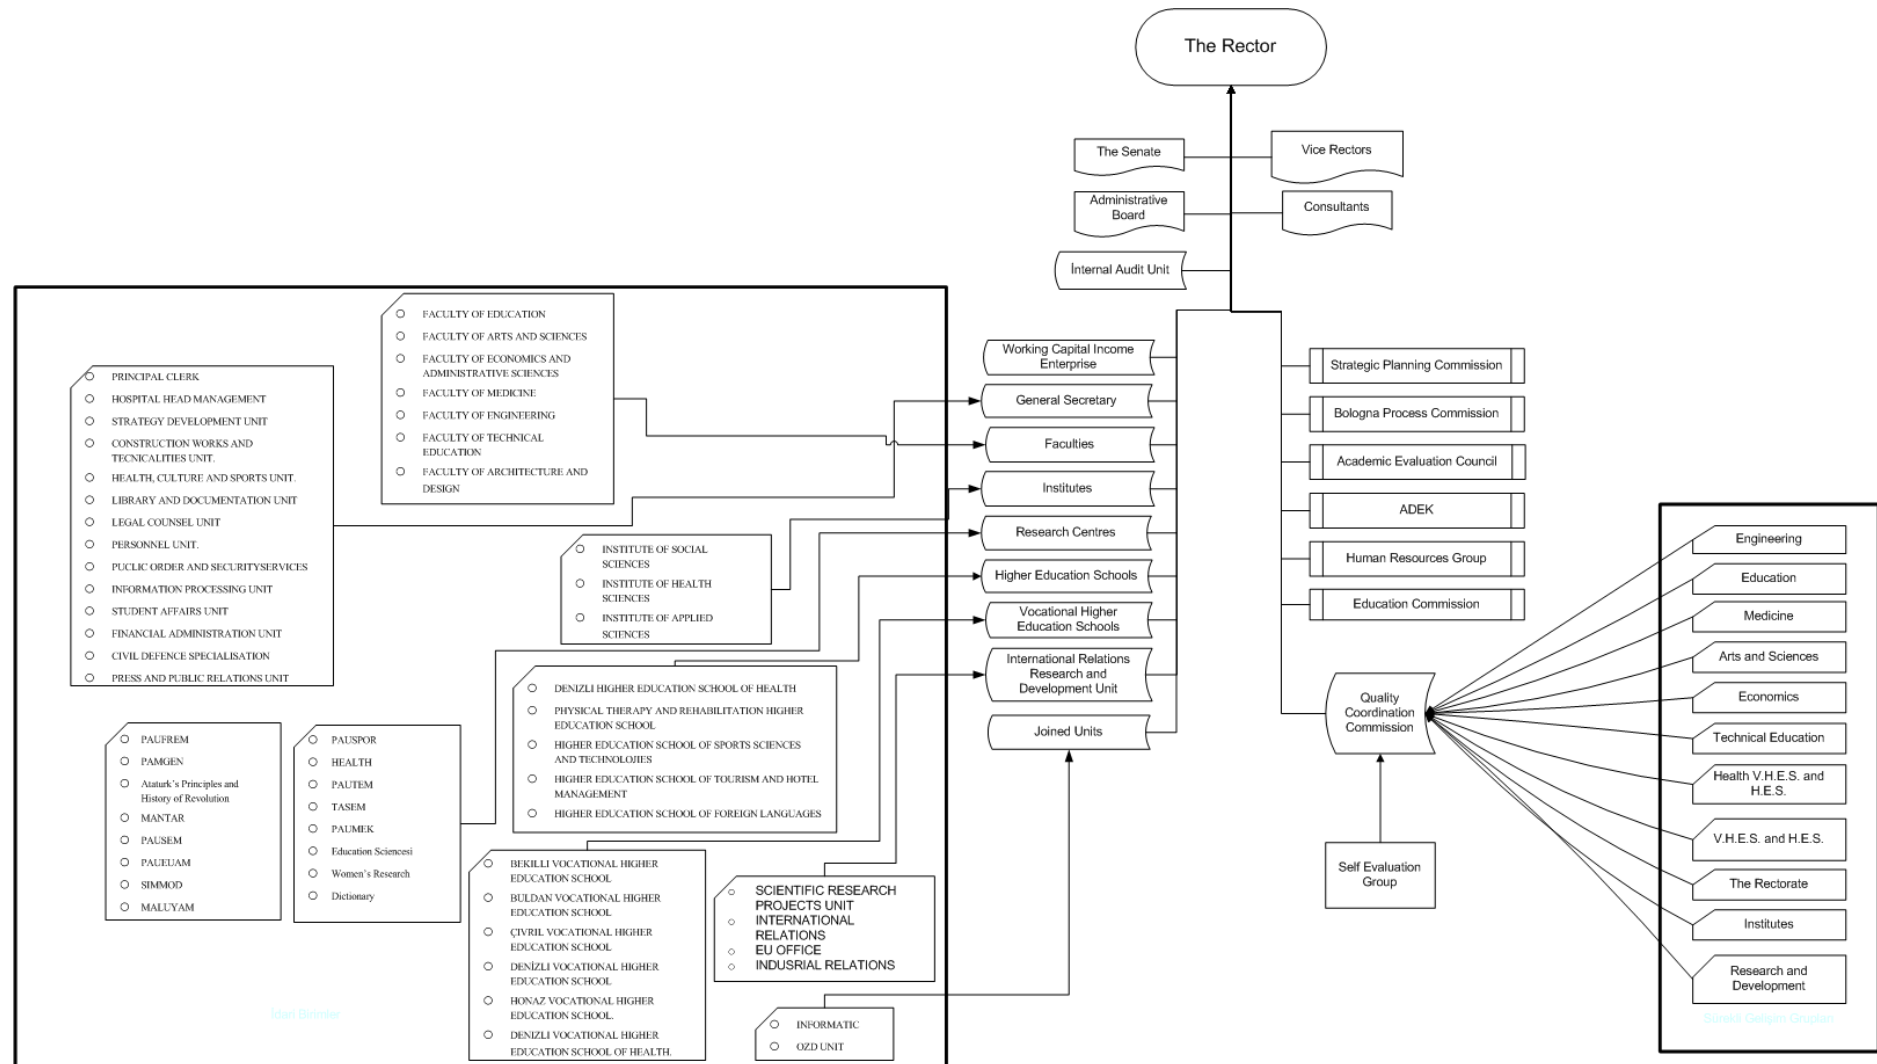 The Rector
The Senate
Vice Rectors
Administrative
Board
Consultants
İnternal Audit Unit
Working Capital Income
Enterprise
General Secretary
Faculties
Institutes
Research Centres
Higher Education Schools
Vocational Higher
Education Schools
International Relations
Research and
Development Unit
Joined Units
Strategic Planning Commission
Bologna Process Commission
Academic Evaluation Council
ADEK
Human Resources Group
Education Commission
Quality
Coordination
Commission
Self Evaluation
Group
Engineering
Education
Medicine
Arts and Sciences
Economics
Technical Education
Health V.H.E.S. and
H.E.S.
V.H.E.S. and H.E.S.
The Rectorate
Institutes
Research and
Development
Sürekli Gelişim Grupları
FACULTY OF EDUCATION
FACULTY OF ARTS AND SCIENCES
FACULTY OF ECONOMICS AND
ADMINISTRATIVE SCIENCES
FACULTY OF MEDICINE
FACULTY OF ENGINEERING
FACULTY OF TECHNICAL
EDUCATION
FACULTY OF ARCHITECTURE AND
DESIGN
PRINCIPAL CLERK
HOSPITAL HEAD MANAGEMENT
STRATEGY DEVELOPMENT UNIT
CONSTRUCTION WORKS AND
TECNICALITIES UNIT.
HEALTH, CULTURE AND SPORTS UNIT.
LIBRARY AND DOCUMENTATION UNIT
LEGAL COUNSEL UNIT
PERSONNEL UNIT.
PUCLIC ORDER AND SECURITYSERVICES
INFORMATION PROCESSING UNIT
STUDENT AFFAIRS UNIT
FINANCIAL ADMINISTRATION UNIT
CIVIL DEFENCE SPECIALISATION
PRESS AND PUBLIC RELATIONS UNIT
INSTITUTE OF SOCIAL
SCIENCES
INSTITUTE OF HEALTH
SCIENCES
INSTITUTE OF APPLIED
SCIENCES
DENIZLI HIGHER EDUCATION SCHOOL OF HEALTH
PHYSICAL THERAPY AND REHABILITATION HIGHER
EDUCATION SCHOOL
HIGHER EDUCATION SCHOOL OF SPORTS SCIENCES
AND TECHNOLOJIES
HIGHER EDUCATION SCHOOL OF TOURISM AND HOTEL
MANAGEMENT
HIGHER EDUCATION SCHOOL OF FOREIGN LANGUAGES
PAUFREM
PAMGEN
Ataturk's Principles and
History of Revolution
MANTAR
PAUSEM
PAUEUAM
SIMMOD
MALUYAM
PAUSPOR
HEALTH
PAUTEM
TASEM
PAUMEK
Education Sciencesi
Women's Research
Dictionary
BEKILLI VOCATIONAL HIGHER
EDUCATION SCHOOL
BULDAN VOCATIONAL HIGHER
EDUCATION SCHOOL
ÇIVRIL VOCATIONAL HIGHER
EDUCATION SCHOOL
DENİZLI VOCATIONAL HIGHER
EDUCATION SCHOOL
HONAZ VOCATIONAL HIGHER
EDUCATION SCHOOL.
DENIZLI VOCATIONAL HIGHER
EDUCATION SCHOOL OF HEALTH.
SCIENTIFIC RESEARCH
PROJECTS UNIT
INTERNATIONAL
RELATIONS
EU OFFICE
INDUSRIAL RELATIONS
INFORMATIC
OZD UNIT
İdari Birimler